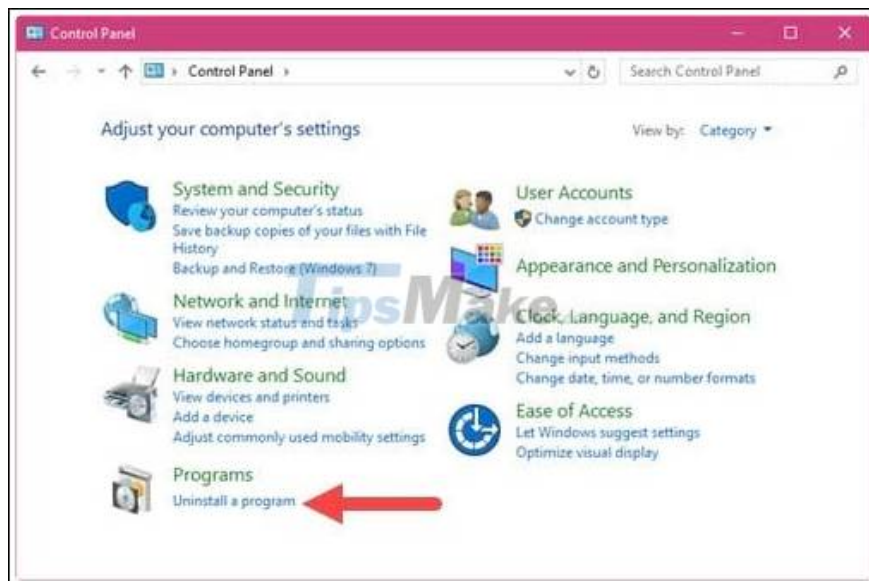 Control Panel
Control Panel
Search Control Panel
Adjust your computer's settings
View by: Category
System and Security
Review your computer's status
Save backup copies of your files with File
History
Backup and Restore (Windows 7)
Network and Internet
View network status and tasks
Choose homegroup and sharing options
Hardware and Sound
View devices and printers
Add a device
Adjust commonly used mobility settings
Programs
Uninstall a program
User Accounts
Change account type
Appearance and Personalization
Clock, Language, and Region
Add a language
Change input methods
Change date, time, or number formats
Ease of Access
Let Windows suggest settings
Optimize visual display
TipsMake